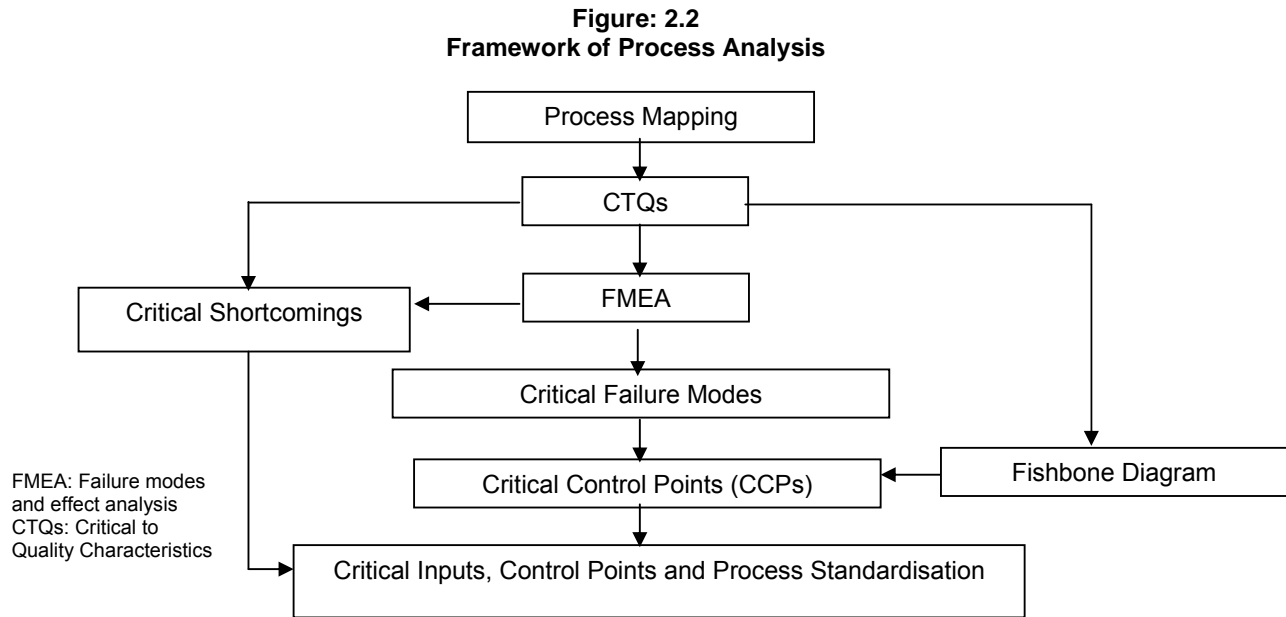 Figure: 2.2
Framework of Process Analysis
Process Mapping
CTQs
FMEA
Critical Shortcomings
Critical Failure Modes
Critical Control Points (CCPs)
Fishbone Diagram
FMEA: Failure modes
and effect analysis
CTQs: Critical to
Quality Characteristics
Critical Inputs, Control Points and Process Standardisation